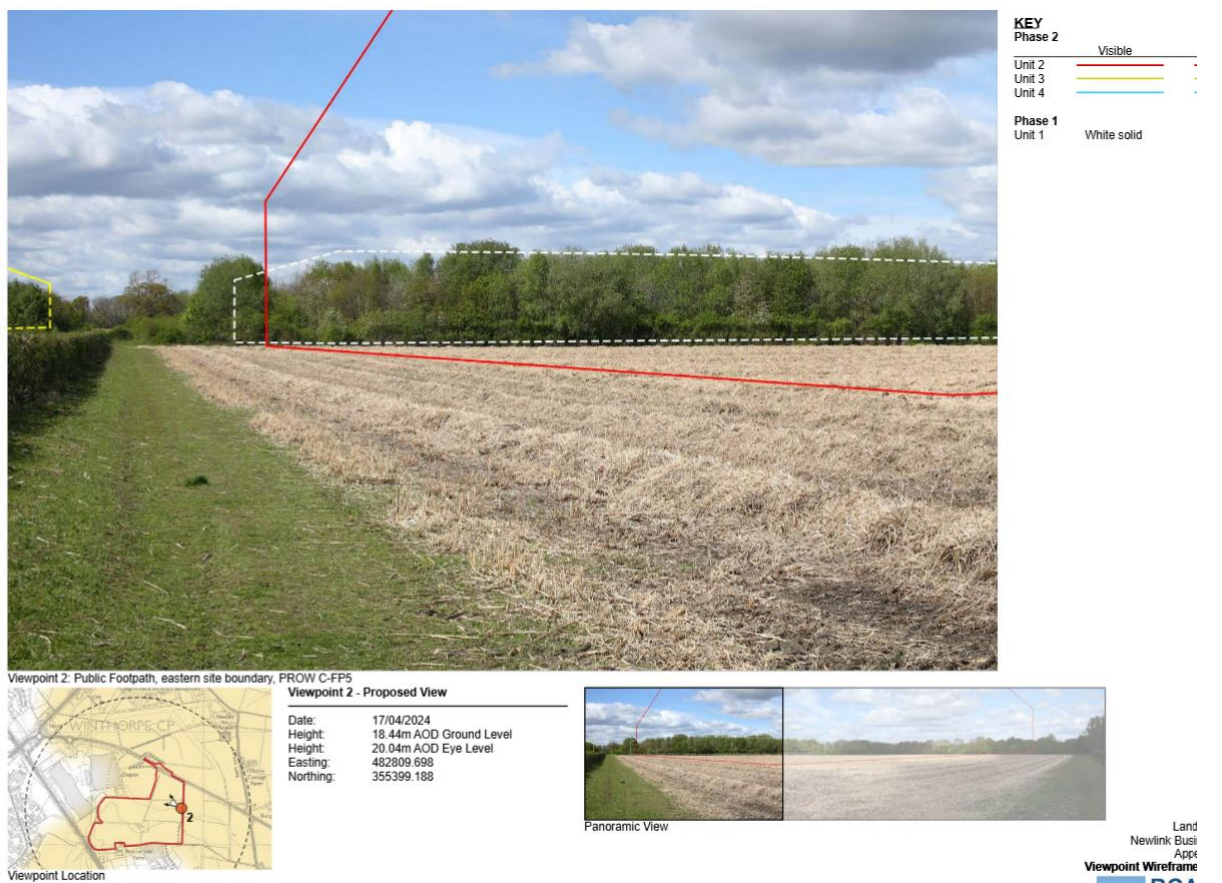 KEY
Phase 2
Visible
Unit 2
Unit 3
Unit 4
Phase 1
Unit 1 White solid
Viewpoint 2: Public Footpath, eastern site boundary, PROW C-FP5
Viewpoint 2 - Proposed View
Date: 17/04/2024
Height: 18.44m AOD Ground Level
Height: 20.04m AOD Eye Level
Easting: 482809.698
Northing: 355399.188
WINTHORPE CP
2
Viewpoint Location
Panoramic View
Land
Newlink Busi
Appe
Viewpoint Wireframe